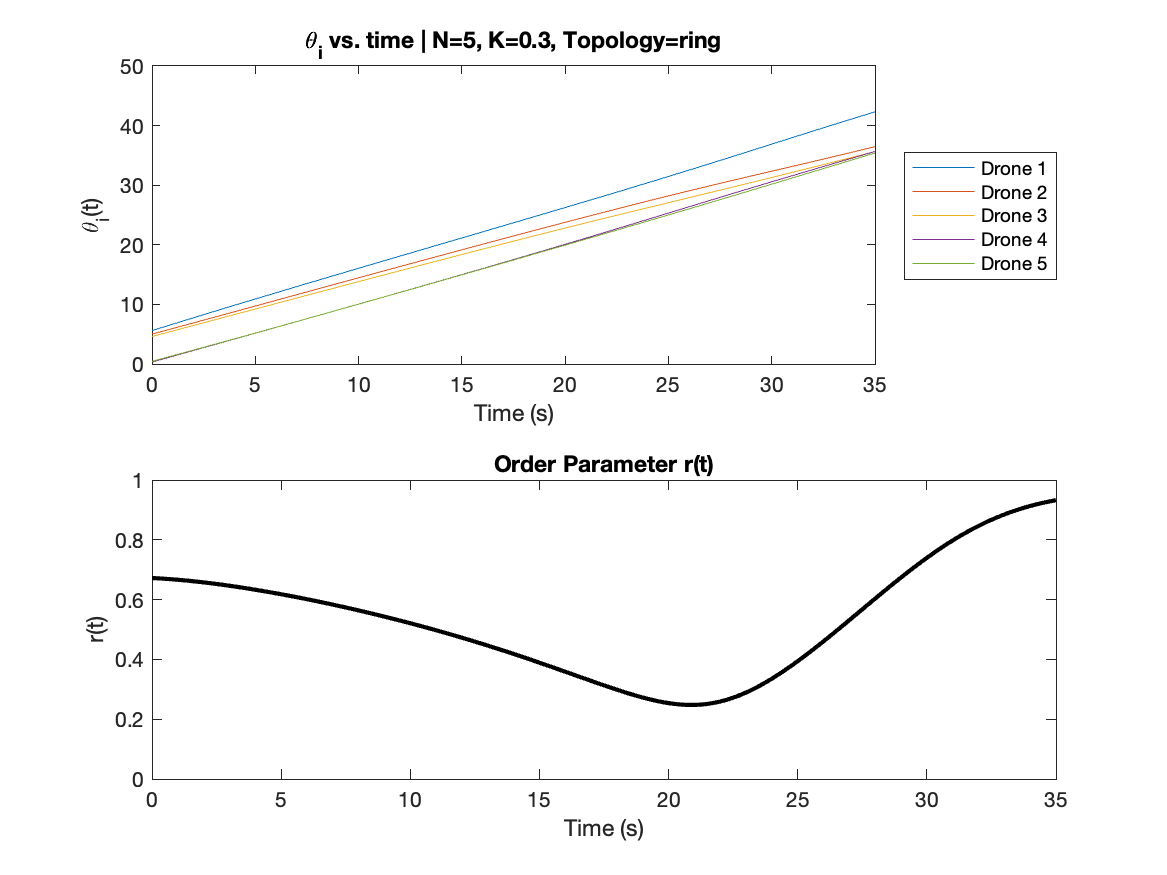 θi vs. time | N=5, K=0.3, Topology=ring
50
40
30
20
10
0
θi(t)
0 5 10 15 20 25 30 35
Time (s)
Drone 1
Drone 2
Drone 3
Drone 4
Drone 5
Order Parameter r(t)
1
0.8
0.6
0.4
0.2
0
r(t)
0 5 10 15 20 25 30 35
Time (s)